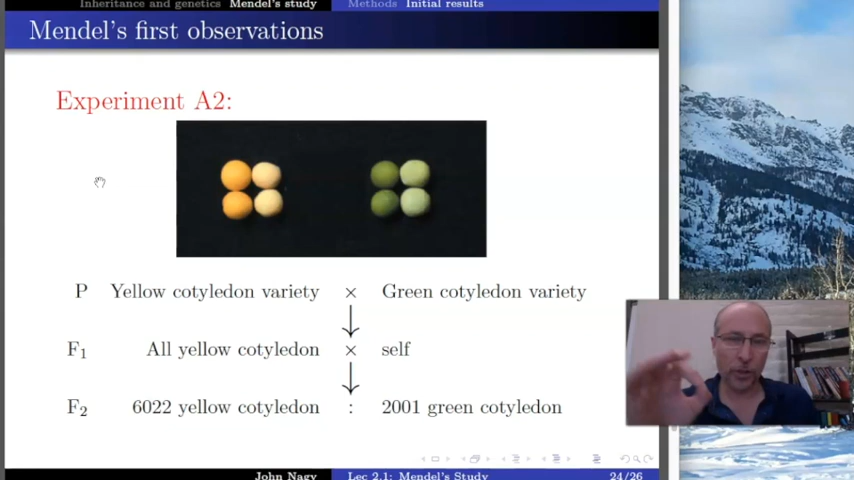 Inheritance and genetics Mendel's study Methods Initial results
Mendel's first observations
Experiment A2:
P Yellow cotyledon variety × Green cotyledon variety
F1 All yellow cotyledon × self
F2 6022 yellow cotyledon : 2001 green cotyledon
John Nagy Lec 2.1: Mendel's Study 24/26